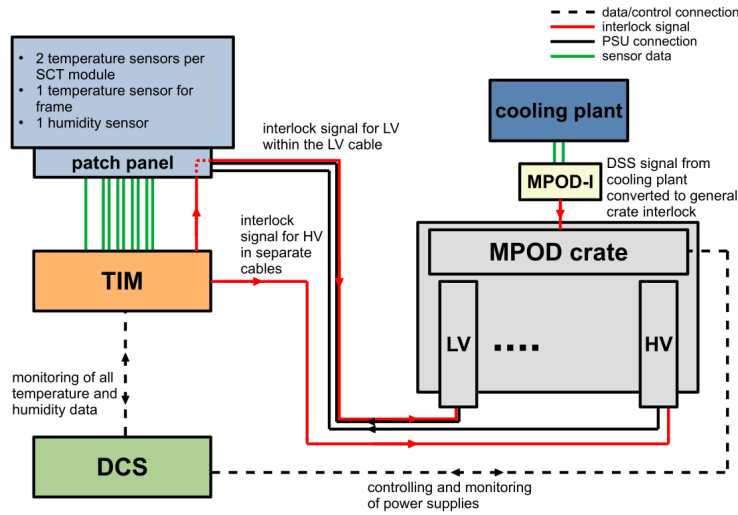 data/control connection
interlock signal
PSU connection
sensor data
• 2 temperature sensors per
SCT module
• 1 temperature sensor for
frame
• 1 humidity sensor
patch panel
interlock signal for LV
within the LV cable
cooling plant
MPOD-I
DSS signal from
cooling plant
converted to general
crate interlock
interlock
signal for HV
in separate
cables
MPOD crate
TIM
LV
....
HV
monitoring of all
temperature and
humidity data
DCS
controlling and monitoring
of power supplies